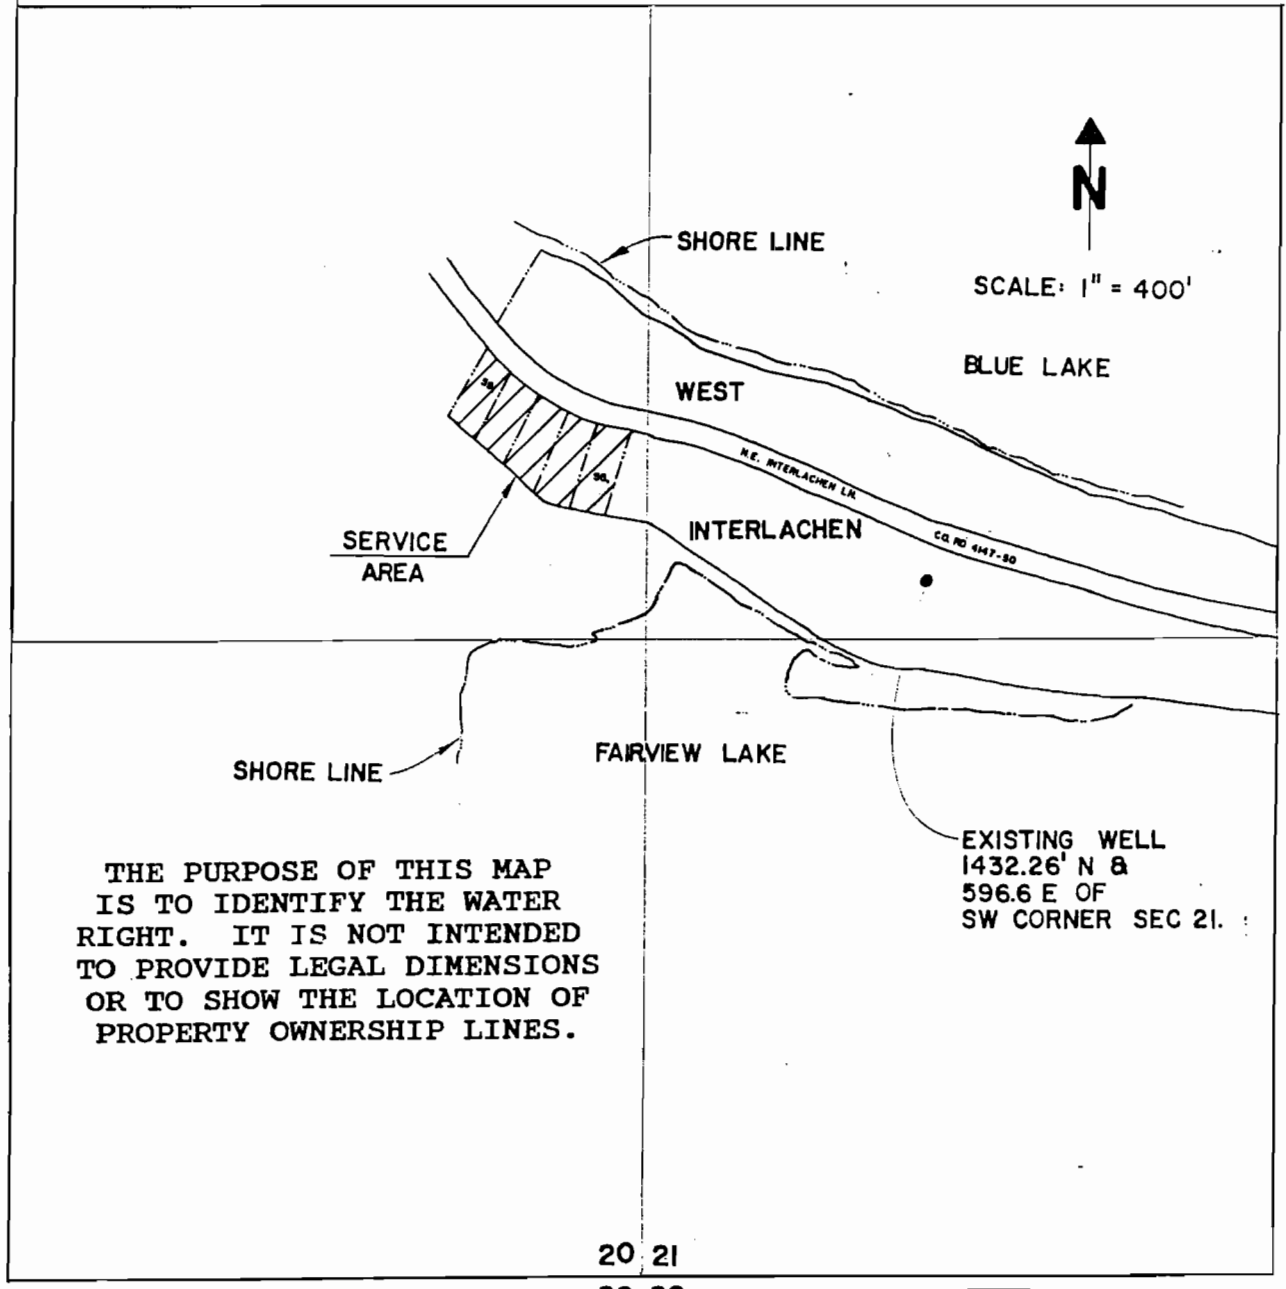 SHORE LINE
N
SCALE: 1" = 400'
BLUE LAKE
WEST
SG.
N.E. INTERLACHEN LN.
SG.
INTERLACHEN
CO. RD 4147-50
SERVICE
AREA
SHORE LINE
FAIRVIEW LAKE
EXISTING WELL
1432.26' N &
596.6 E OF
SW CORNER SEC 21.
THE PURPOSE OF THIS MAP
IS TO IDENTIFY THE WATER
RIGHT. IT IS NOT INTENDED
TO PROVIDE LEGAL DIMENSIONS
OR TO SHOW THE LOCATION OF
PROPERTY OWNERSHIP LINES.
20 21